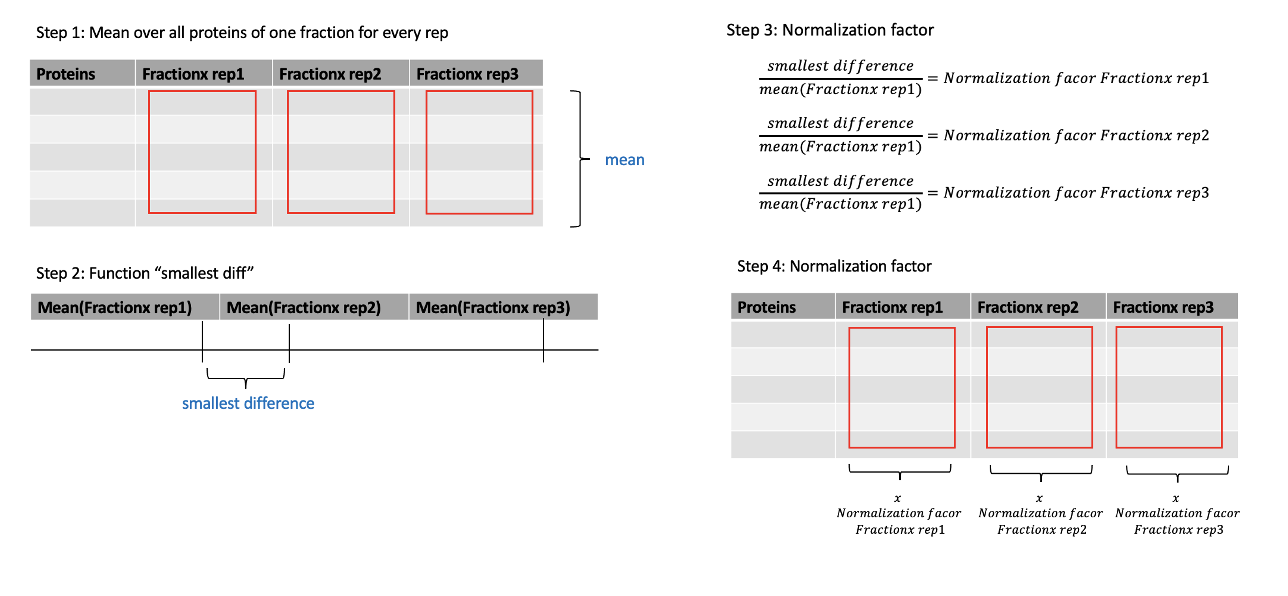 Step 1: Mean over all proteins of one fraction for every rep
Proteins Fractionx rep1 Fractionx rep2 Fractionx rep3
mean
Step 2: Function “smallest diff”
Mean(Fractionx rep1) Mean(Fractionx rep2) Mean(Fractionx rep3)
smallest difference
Step 3: Normalization factor
smallest difference
mean(Fractionx rep1) = Normalization facor Fractionx rep1
smallest difference
mean(Fractionx rep1) = Normalization facor Fractionx rep2
smallest difference
mean(Fractionx rep1) = Normalization facor Fractionx rep3
Step 4: Normalization factor
Proteins Fractionx rep1 Fractionx rep2 Fractionx rep3
x
Normalization facor
Fractionx rep1
x
Normalization facor
Fractionx rep2
x
Normalization facor
Fractionx rep3